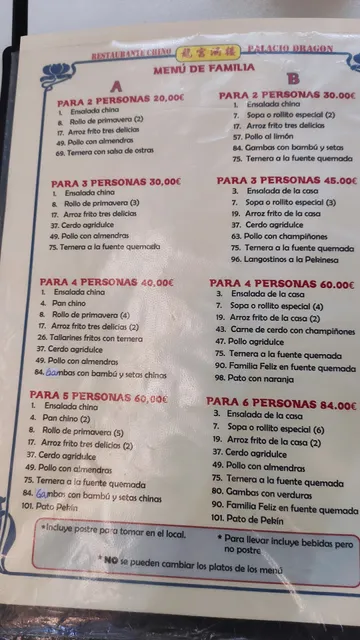 RESTAURANTE CHINO 龍宮酒樓 PALACIO DRAGON
MENÚ DE FAMILIA
A
PARA 2 PERSONAS 20,00€
1. Ensalada china
8. Rollo de primavera (2)
17. Arroz frito tres delicias
49. Pollo con almendras
69. Ternera con salsa de ostras
PARA 3 PERSONAS 30,00€
1. Ensalada china
8. Rollo de primavera (3)
17. Arroz frito tres delicias
37. Cerdo agridulce
49. Pollo con almendras
75. Ternera a la fuente quemada
PARA 4 PERSONAS 40,00€
1. Ensalada china
4. Pan chino
8. Rollo de primavera (4)
17. Arroz frito tres delicias (2)
26. Tallarines fritos con ternera
37. Cerdo agridulce
49. Pollo con almendras
84. Gambas con bambú y setas chinas
PARA 5 PERSONAS 60,00€
1. Ensalada china
4. Pan chino (2)
8. Rollo de primavera (5)
17. Arroz frito tres delicias (2)
37. Cerdo agridulce
49. Pollo con almendras
75. Ternera a la fuente quemada
84. Gambas con bambú y setas chinas
101. Pato Pekín
B
PARA 2 PERSONAS 30.00€
1. Ensalada china
7. Sopa o rollito especial (2)
17. Arroz frito tres delicias
57. Pollo al limón
84. Gambas con bambú y setas
75. Ternera a la fuente quemada
PARA 3 PERSONAS 45.00€
3. Ensalada de la casa
7. Sopa o rollito especial (3)
19. Arroz frito de la casa
37. Cerdo agridulce
63. Pollo con champiñones
75. Ternera a la fuente quemada
96. Langostinos a la Pekinesa
PARA 4 PERSONAS 60.00€
3. Ensalada de la casa
7. Sopa o rollito especial (4)
19. Arroz frito de la casa (2)
43. Carne de cerdo con champiñones
47. Pollo agridulce
75. Ternera a la fuente quemada
90. Familia Feliz en fuente quemada
98. Pato con naranja
PARA 6 PERSONAS 84.00€
3. Ensalada de la casa
7. Sopa o rollito especial (6)
19. Arroz frito de la casa (2)
37. Cerdo agridulce
49. Pollo con almendras
75. Ternera a la fuente quemada
80. Gambas con verduras
90. Familia Feliz en fuente quemada
101. Pato de Pekín
*Incluye postre para tomar en el local.
* Para llevar incluye bebidas pero
no postre
* NO se pueden cambiar los platos de los menú